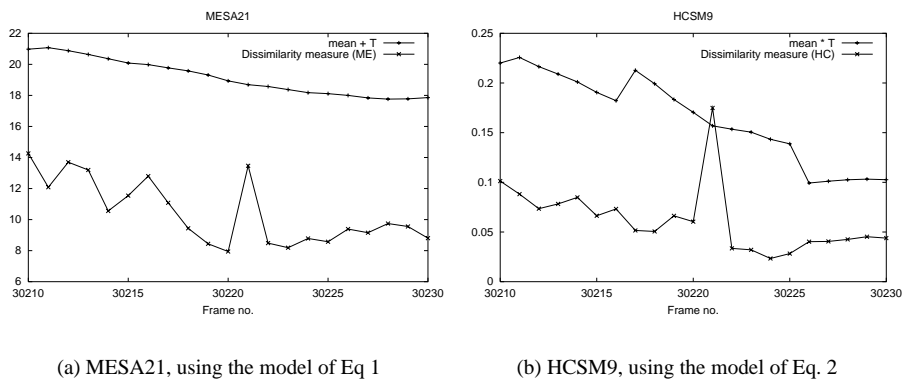 MESA21
22
20
18
16
14
12
10
8
6
mean + T
Dissimilarity measure (ME)
30210
30215
30220
30225
30230
Frame no.
HCSM9
0.25
0.2
0.15
0.1
0.05
0
mean * T
Dissimilarity measure (HC)
30210
30215
30220
30225
30230
Frame no.
(a) MESA21, using the model of Eq 1
(b) HCSM9, using the model of Eq. 2